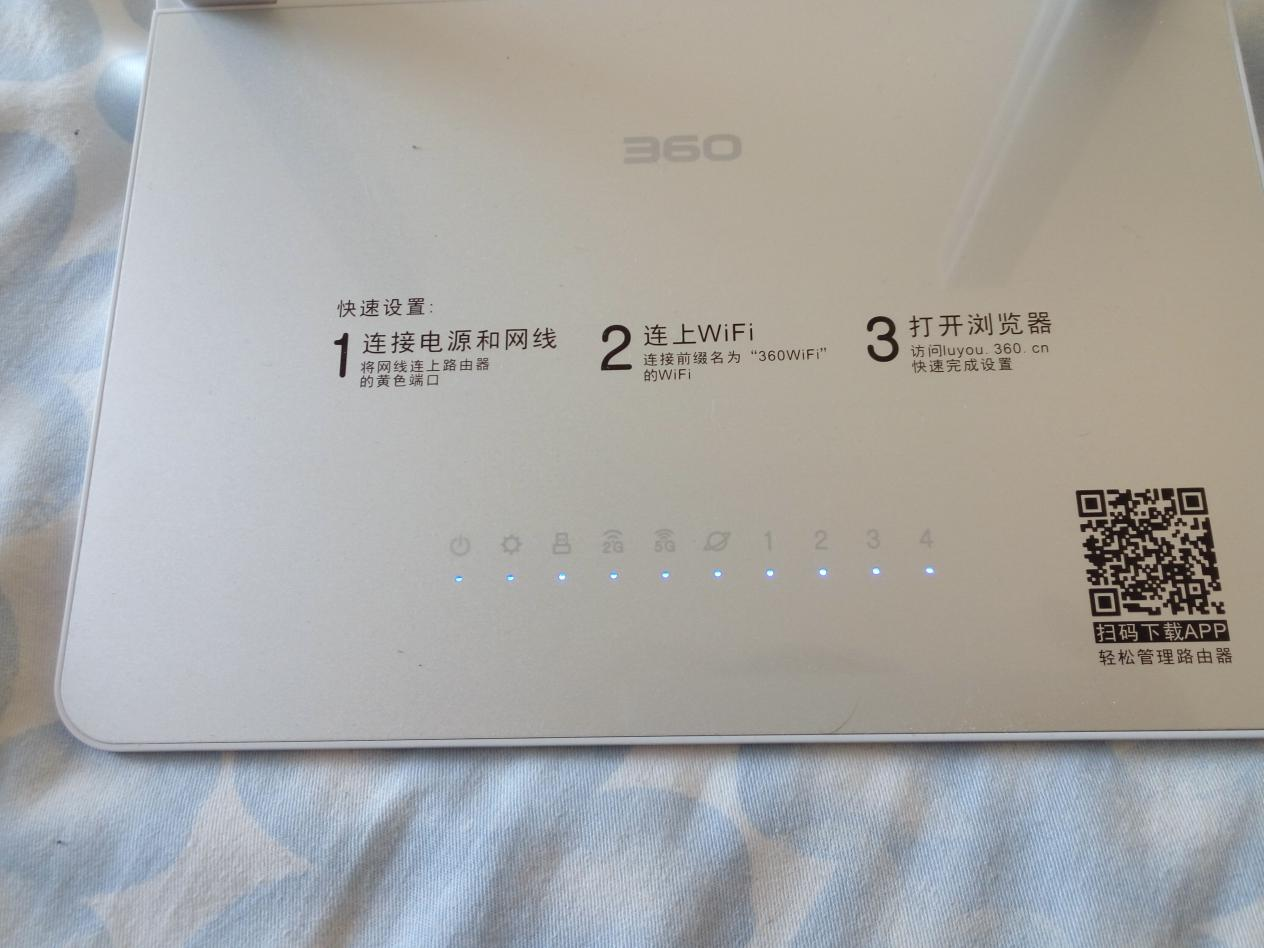 360
快速设置:
1 连接电源和网线
将网线连上路由器
的黄色端口
2 连上WiFi
连接前缀名为“360WiFi”
的WiFi
3 打开浏览器
访问luyou.360.cn
快速完成设置
2G 5G 1 2 3 4
扫码下载APP
轻松管理路由器